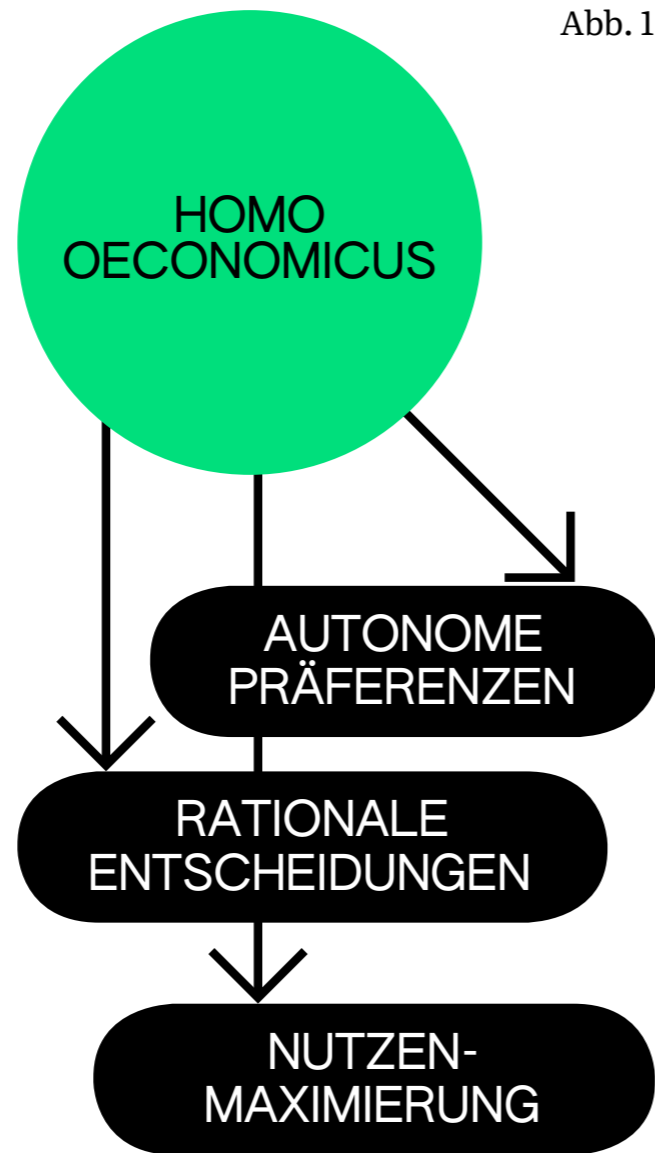 Abb. 1
HOMO
OECONOMICUS
AUTONOME
PRÄFERENZEN
RATIONALE
ENTSCHEIDUNGEN
NUTZEN-
MAXIMIERUNG